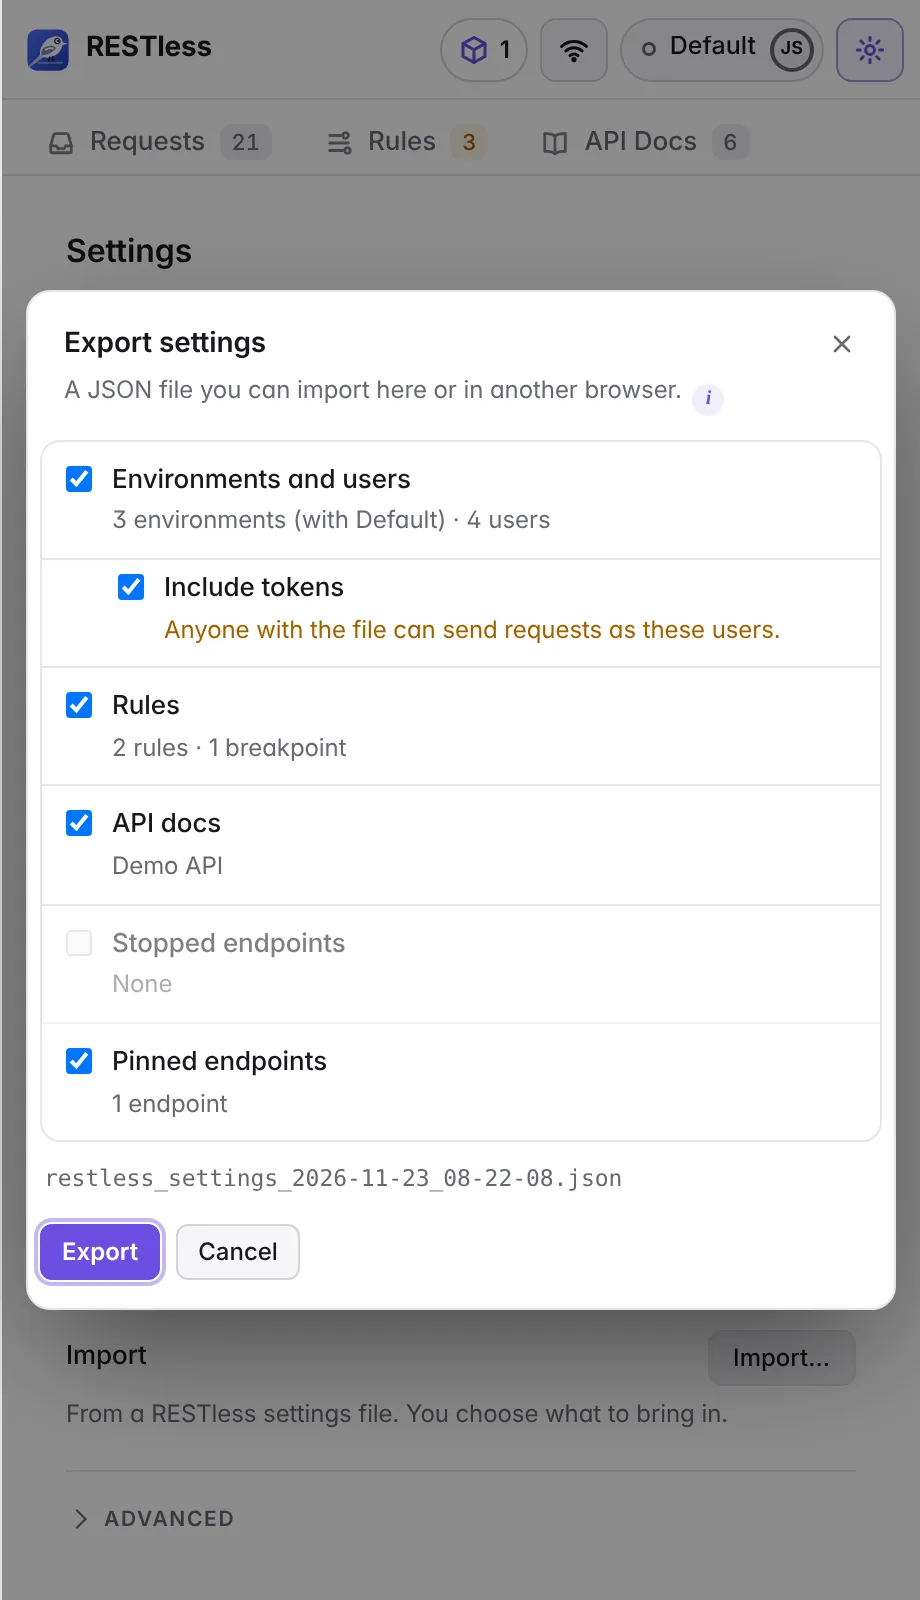 RESTless
1
Default
JS
Requests 21
Rules 3
API Docs 6
Settings
Export settings
A JSON file you can import here or in another browser. i
Environments and users
3 environments (with Default) · 4 users
Include tokens
Anyone with the file can send requests as these users.
Rules
2 rules · 1 breakpoint
API docs
Demo API
Stopped endpoints
None
Pinned endpoints
1 endpoint
restless_settings_2026-11-23_08-22-08.json
Export
Cancel
Import
Import...
From a RESTless settings file. You choose what to bring in.
ADVANCED